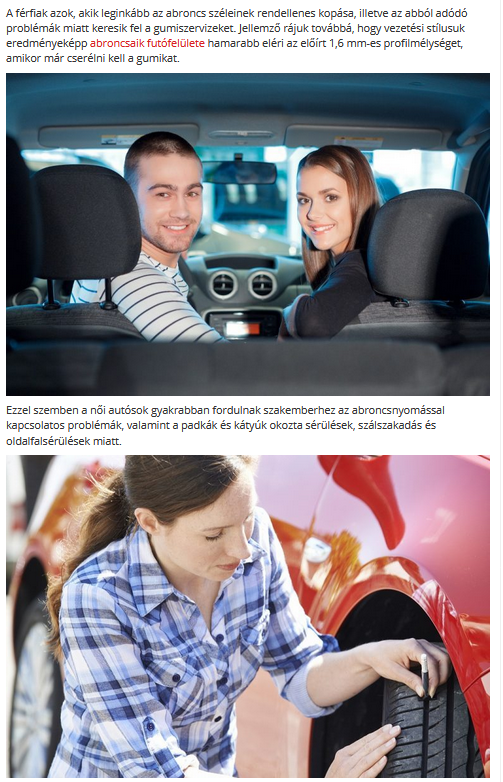 A férfiak azok, akik leginkább az abroncs széleinek rendellenes kopása, illetve az abból adódó
problémák miatt keresik fel a gumiszervizeket. Jellemző rájuk továbbá, hogy vezetési stílusuk
eredményeképp abroncsaik futófelülete hamarabb eléri az előírt 1,6 mm-es profilmélységet,
amikor már cserélni kell a gumikat.
Ezzel szemben a női autósok gyakrabban fordulnak szakemberhez az abroncsnyomással
kapcsolatos problémák, valamint a padkák és kátyúk okozta sérülések, szálszakadás és
oldalfalsérülések miatt.